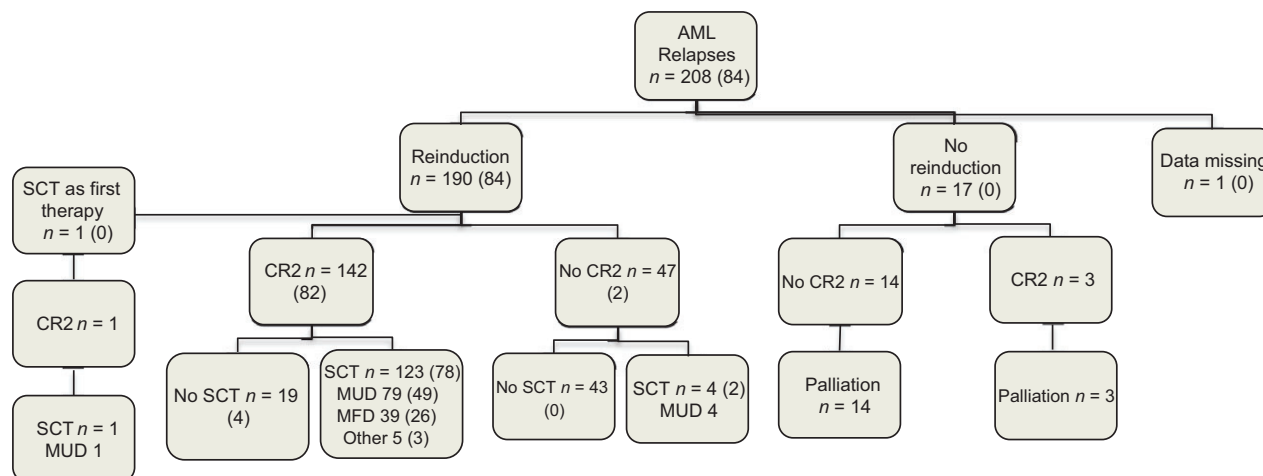 AML
Relapses
n = 208 (84)
Reinduction
n = 190 (84)
No
reinduction
n = 17 (0)
Data missing
n = 1 (0)
SCT as first
therapy
n = 1 (0)
CR2 n = 142
(82)
No CR2 n = 47
(2)
No CR2 n = 14
CR2 n = 3
CR2 n = 1
No SCT n = 19
(4)
SCT n = 123 (78)
MUD 79 (49)
MFD 39 (26)
Other 5 (3)
No SCT n = 43
(0)
SCT n = 4 (2)
MUD 4
Palliation
n = 14
Palliation n = 3
SCT n = 1
MUD 1